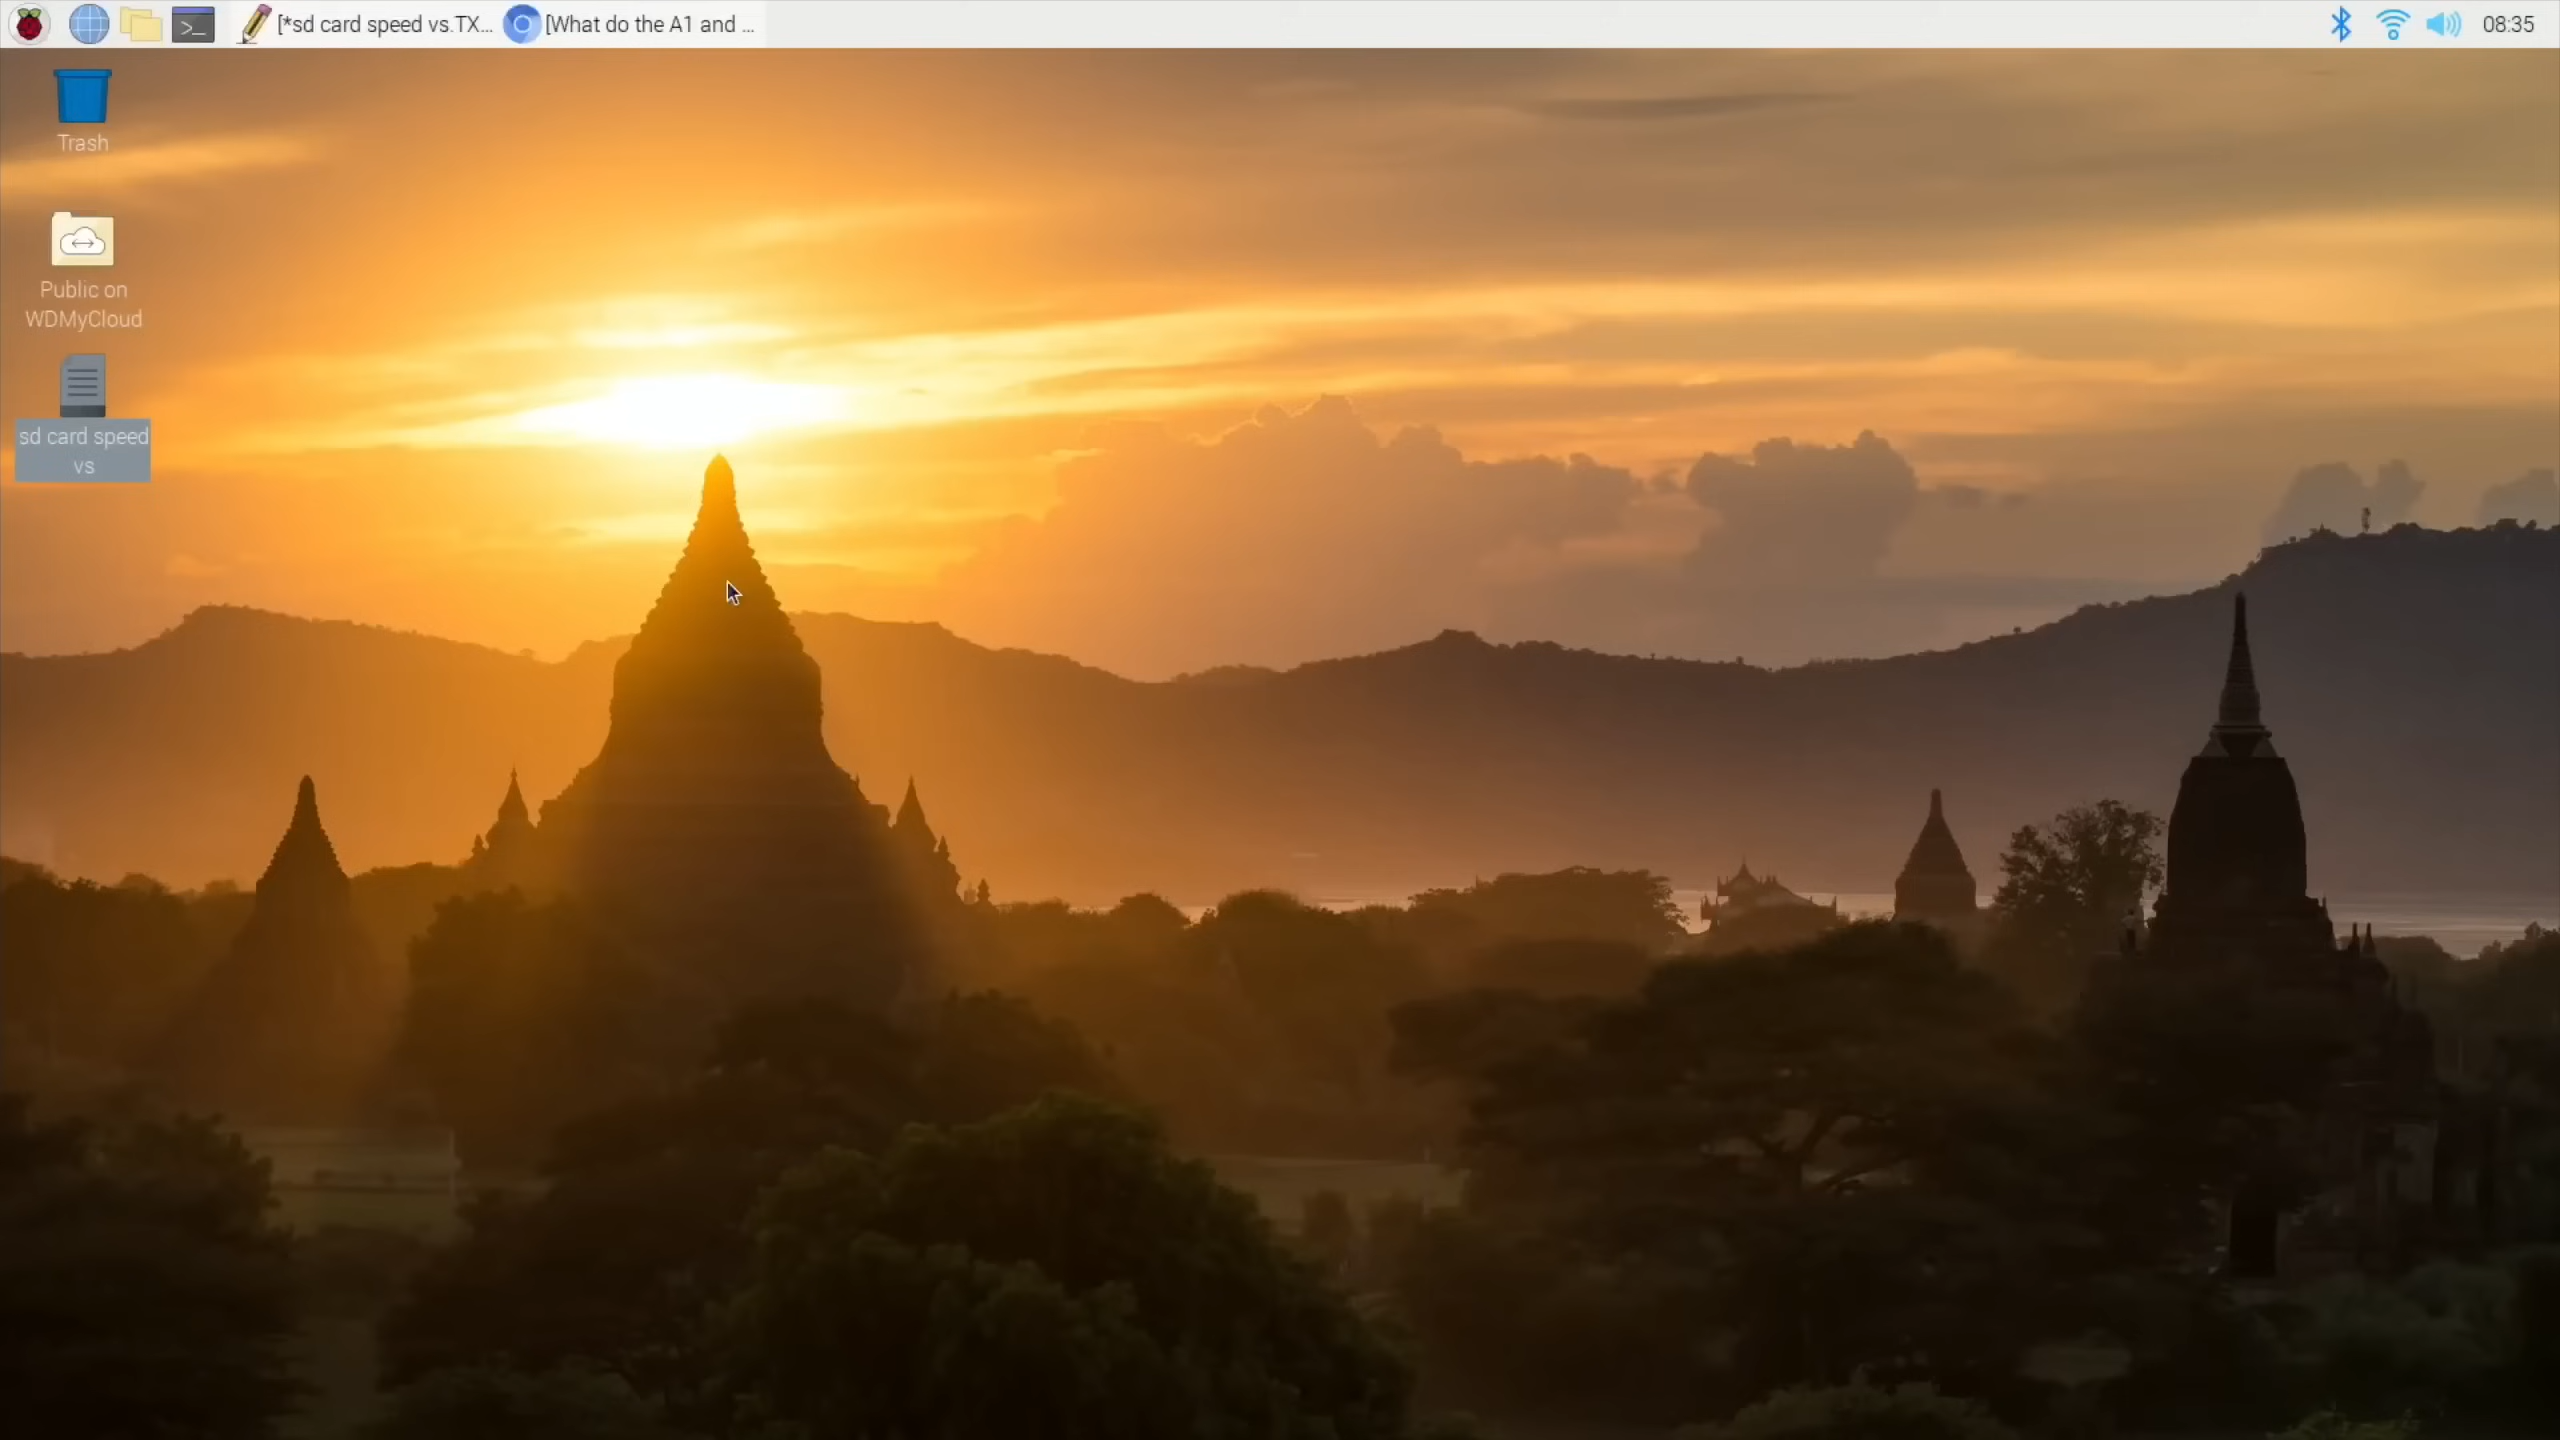 [*sd card speed vs.TX...
[What do the A1 and ...
08:35
Trash
Public on
WDMyCloud
sd card speed
vs